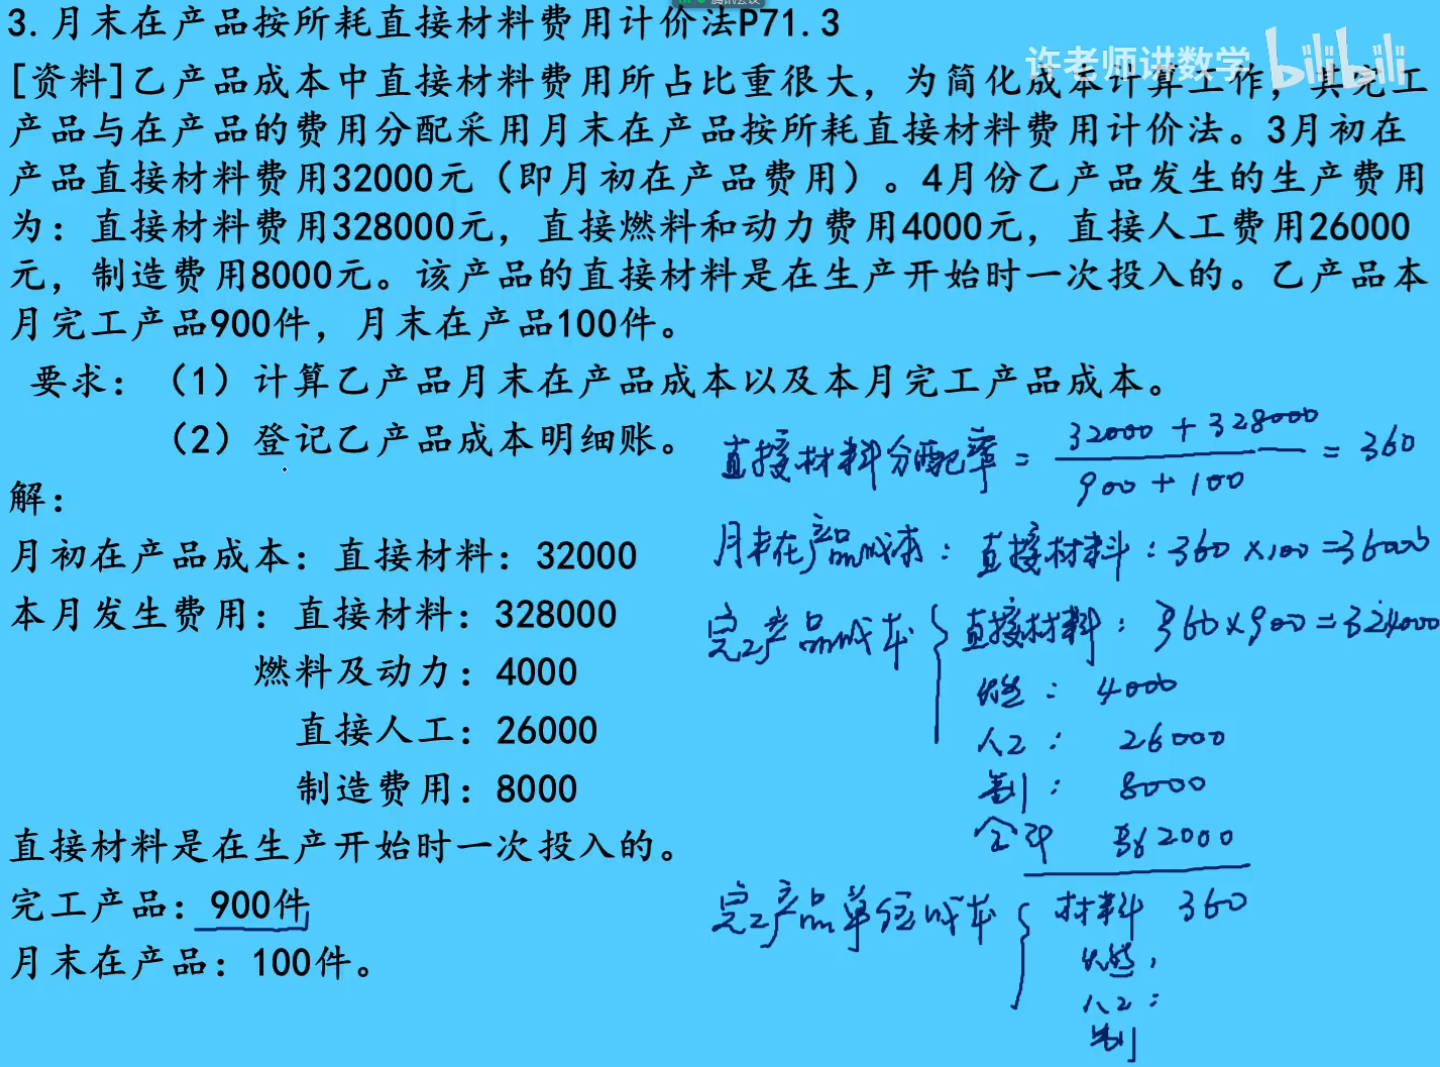 腾讯会议
3.月末在产品按所耗直接材料费用计价法P71.3
许老师讲数学 bilibili
[资料]乙产品成本中直接材料费用所占比重很大，为简化成本计算工作，其完工
产品与在产品的费用分配采用月末在产品按所耗直接材料费用计价法。3月初在
产品直接材料费用32000元（即月初在产品费用）。4月份乙产品发生的生产费用
为：直接材料费用328000元，直接燃料和动力费用4000元，直接人工费用26000
元，制造费用8000元。该产品的直接材料是在生产开始时一次投入的。乙产品本
月完工产品900件，月末在产品100件。
要求：（1）计算乙产品月末在产品成本以及本月完工产品成本。
（2）登记乙产品成本明细账。
解：
月初在产品成本：直接材料：32000
本月发生费用：直接材料：328000
燃料及动力：4000
直接人工：26000
制造费用：8000
直接材料是在生产开始时一次投入的。
完工产品：900件
月末在产品：100件。
直接材料分配率 = 32000 + 328000 / 900 + 100 = 360
月末在产品成本：直接材料：360 × 100 = 36000
完工产品成本 { 直接材料：360 × 900 = 324000
燃：4000
人工：26000
制：8000
合计 362000
完工产品单位成本 { 材料 360
燃：
人工：
制